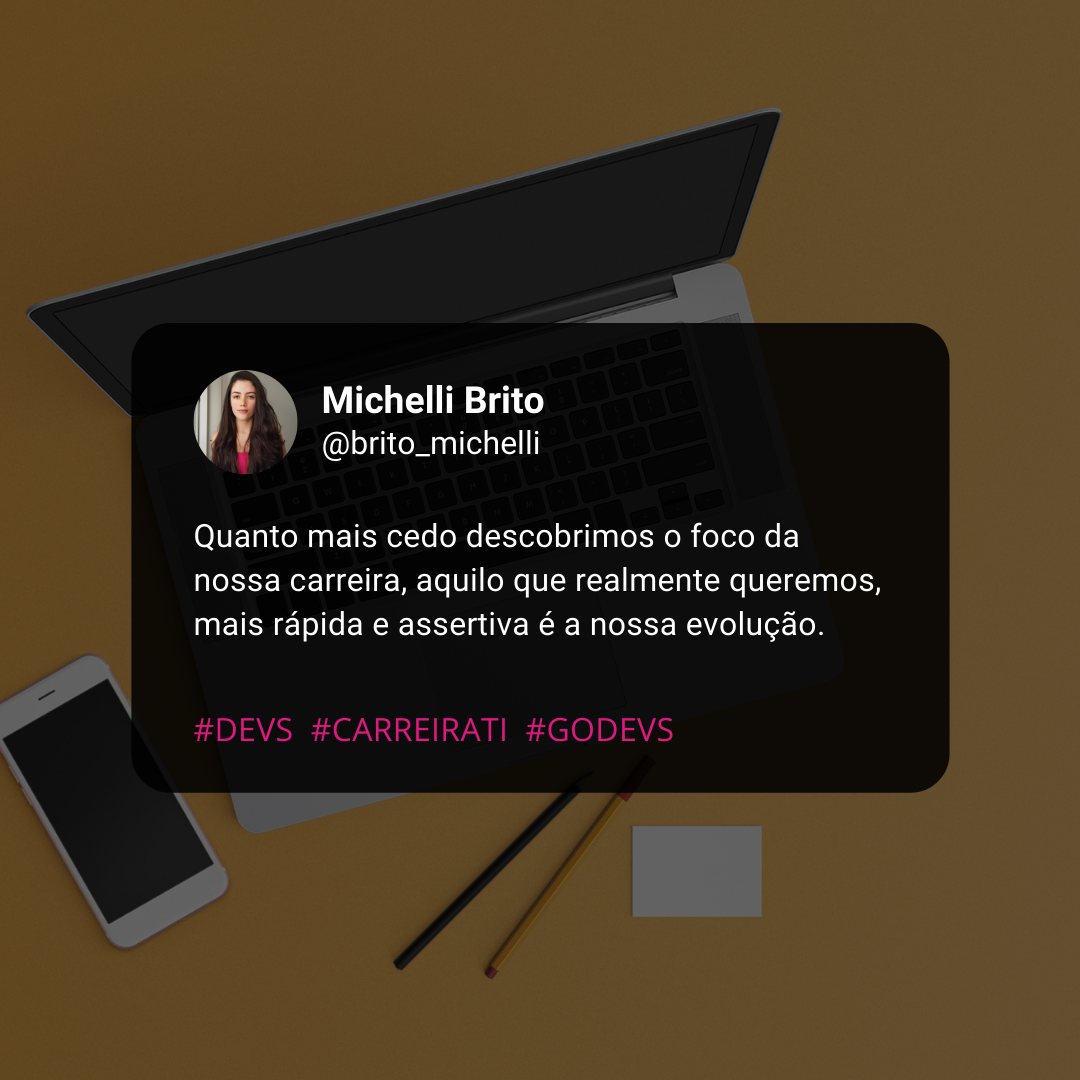 Michelli Brito
@brito_michelli
Quanto mais cedo descobrimos o foco da
nossa carreira, aquilo que realmente queremos,
mais rápida e assertiva é a nossa evolução.
#DEVS #CARREIRATI #GODEVS